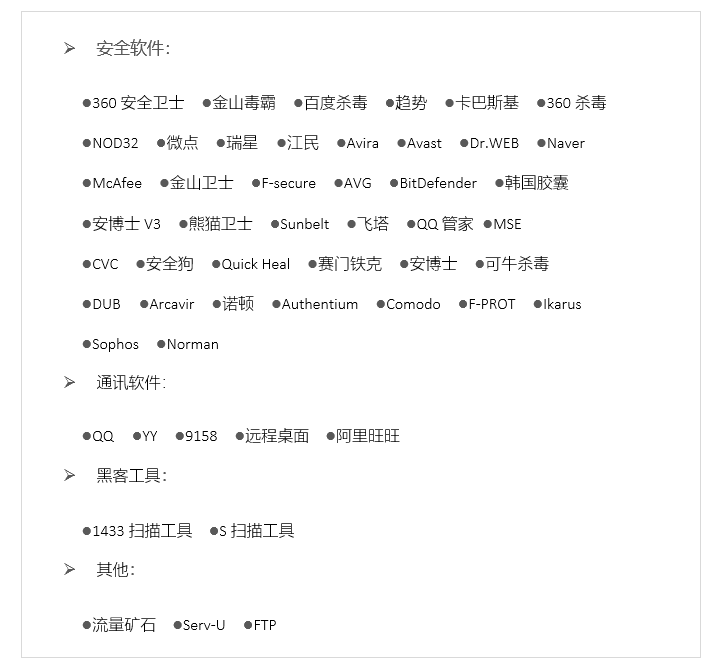 ➢ 安全软件：
●360 安全卫士 ●金山毒霸 ●百度杀毒 ●趋势 ●卡巴斯基 ●360 杀毒
●NOD32 ●微点 ●瑞星 ●江民 ●Avira ●Avast ●Dr.WEB ●Naver
●McAfee ●金山卫士 ●F-secure ●AVG ●BitDefender ●韩国胶囊
●安博士 V3 ●熊猫卫士 ●Sunbelt ●飞塔 ●QQ 管家 ●MSE
●CVC ●安全狗 ●Quick Heal ●赛门铁克 ●安博士 ●可牛杀毒
●DUB ●Arcavir ●诺顿 ●Authentium ●Comodo ●F-PROT ●Ikarus
●Sophos ●Norman
➢ 通讯软件：
●QQ ●YY ●9158 ●远程桌面 ●阿里旺旺
➢ 黑客工具：
●1433 扫描工具 ●S 扫描工具
➢ 其他：
●流量矿石 ●Serv-U ●FTP